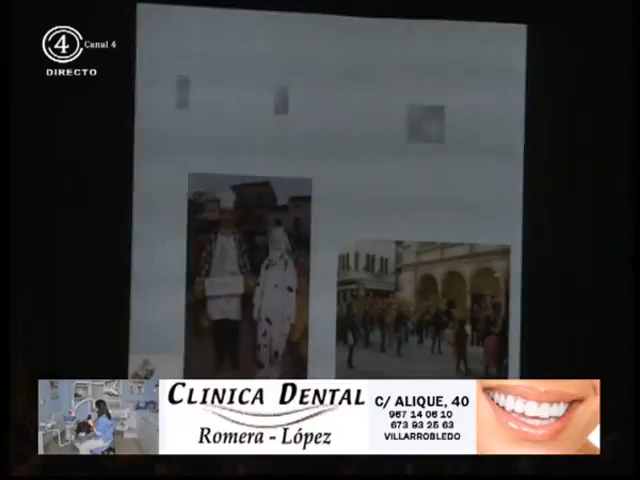 4 Canal 4
DIRECTO
CLINICA DENTAL
Romera - López
C/ ALIQUE, 40
967 14 06 10
673 93 25 63
VILLARROBLEDO